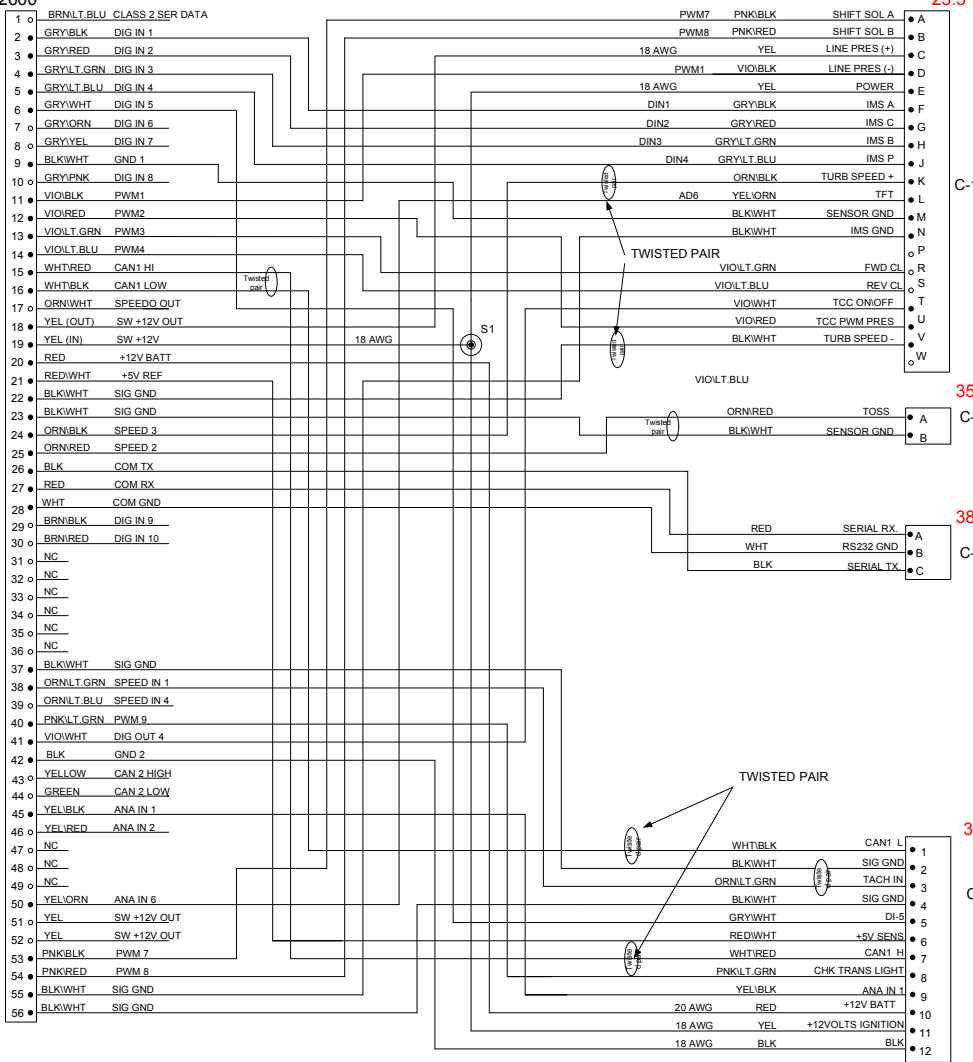 2600
23.5
1 BRN\LT.BLU CLASS 2 SER DATA
2 GRY\BLK DIG IN 1
3 GRY\RED DIG IN 2
4 GRY\LT.GRN DIG IN 3
5 GRY\LT.BLU DIG IN 4
6 GRY\WHT DIG IN 5
7 GRY\ORN DIG IN 6
8 GRY\YEL DIG IN 7
9 BLK\WHT GND 1
10 GRY\PNK DIG IN 8
11 VIO\BLK PWM1
12 VIO\RED PWM2
13 VIO\LT.GRN PWM3
14 VIO\LT.BLU PWM4
15 WHT\RED CAN1 HI
16 WHT\BLK CAN1 LOW
17 ORN\WHT SPEEDO OUT
18 YEL (OUT) SW +12V OUT
19 YEL (IN) SW +12V 18 AWG
20 RED +12V BATT
21 RED\WHT +5V REF
22 BLK\WHT SIG GND
23 BLK\WHT SIG GND
24 ORN\BLK SPEED 3
25 ORN\RED SPEED 2
26 BLK COM TX
27 RED COM RX
28 WHT COM GND
29 BRN\BLK DIG IN 9
30 BRN\RED DIG IN 10
31 NC
32 NC
33 NC
34 NC
35 NC
36 NC
37 BLK\WHT SIG GND
38 ORN\LT.GRN SPEED IN 1
39 ORN\LT.BLU SPEED IN 4
40 PNK\LT.GRN PWM 9
41 VIO\WHT DIG OUT 4
42 BLK GND 2
43 YELLOW CAN 2 HIGH
44 GREEN CAN 2 LOW
45 YEL\BLK ANA IN 1
46 YEL\RED ANA IN 2
47 NC
48 NC
49 NC
50 YEL\ORN ANA IN 6
51 YEL SW +12V OUT
52 YEL SW +12V OUT
53 PNK\BLK PWM 7
54 PNK\RED PWM 8
55 BLK\WHT SIG GND
56 BLK\WHT SIG GND
Twisted
pair
S1
PWM7 PNK\BLK SHIFT SOL A A
PWM8 PNK\RED SHIFT SOL B B
18 AWG YEL LINE PRES (+) C
PWM1 VIO\BLK LINE PRES (-) D
18 AWG YEL POWER E
DIN1 GRY\BLK IMS A F
DIN2 GRY\RED IMS C G
DIN3 GRY\LT.GRN IMS B H
DIN4 GRY\LT.BLU IMS P J
ORN\BLK TURB SPEED + K
AD6 YEL\ORN TFT L
BLK\WHT SENSOR GND M
BLK\WHT IMS GND N
P
VIO\LT.GRN FWD CL R
VIO\LT.BLU REV CL S
VIO\WHT TCC ON\OFF T
VIO\RED TCC PWM PRES U
BLK\WHT TURB SPEED - V
W
C-1
Twisted
pair
TWISTED PAIR
Twisted
pair
VIO\LT.BLU
35
ORN\RED TOSS A
BLK\WHT SENSOR GND B
C-
Twisted
pair
38
RED SERIAL RX. A
WHT RS232 GND B
BLK SERIAL TX. C
C-
TWISTED PAIR
3
WHT\BLK CAN1 L 1
BLK\WHT SIG GND 2
ORN\LT.GRN TACH IN 3
BLK\WHT SIG GND 4
GRY\WHT DI-5 5
RED\WHT +5V SENS 6
WHT\RED CAN1 H 7
PNK\LT.GRN CHK TRANS LIGHT 8
YEL\BLK ANA IN 1 9
20 AWG RED +12V BATT 10
18 AWG YEL +12VOLTS IGNITION 11
18 AWG BLK BLK 12
C
Twiste
d pair
Twiste
d pair
Twiste
d pair